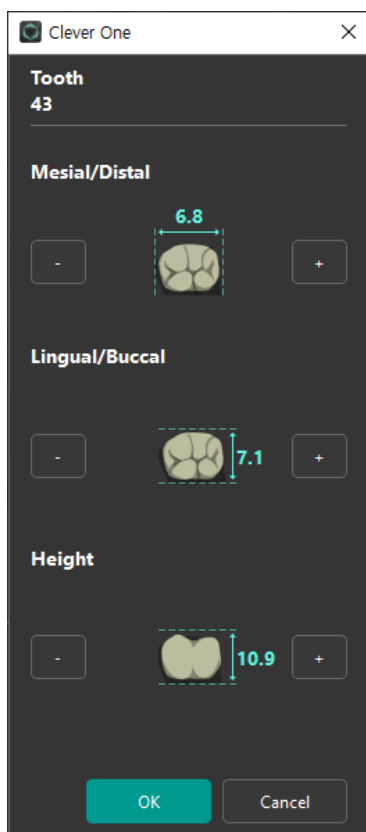 Clever One
Tooth
43
Mesial/Distal
6.8
- +
Lingual/Buccal
- 7.1 +
Height
- 10.9 +
OK Cancel